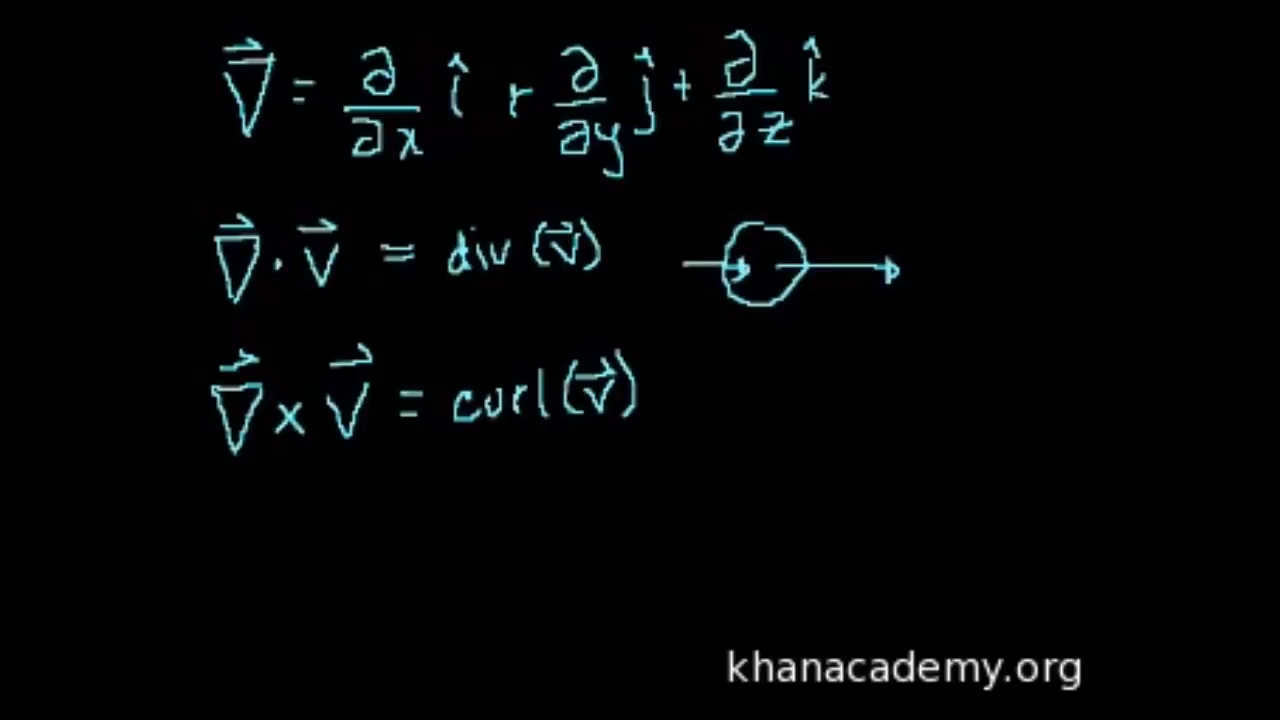 ∇⃗ = ∂/∂x î + ∂/∂y ĵ + ∂/∂z k̂
∇⃗ · v⃗ = div (v⃗)
∇⃗ x v⃗ = curl (v⃗)
khanacademy.org